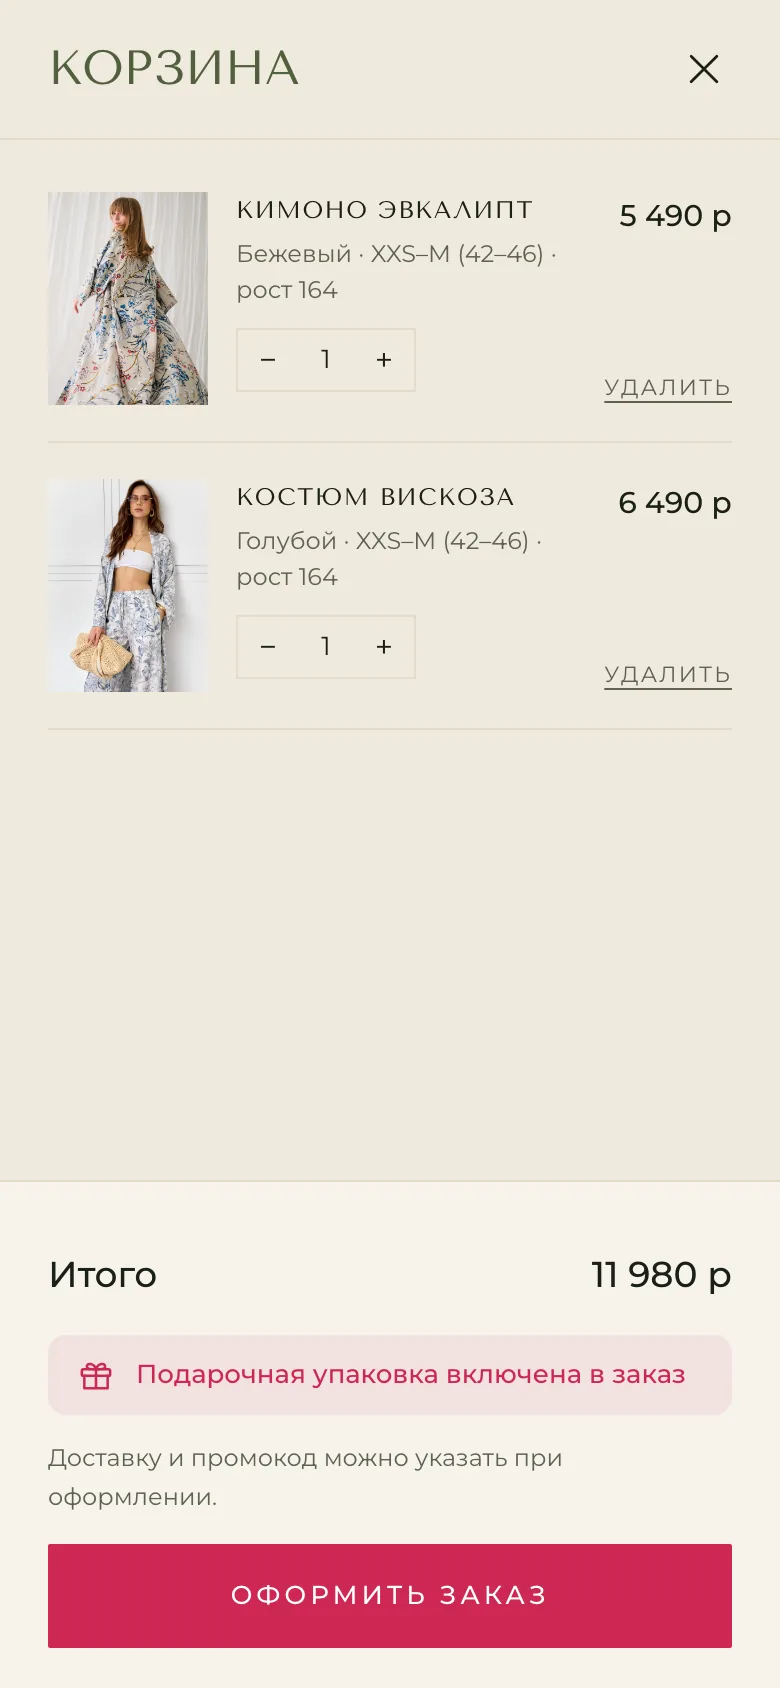 КОРЗИНА
КИМОНО ЭВКАЛИПТ
5 490 р
Бежевый · XXS–M (42–46) ·
рост 164
− 1 +
УДАЛИТЬ
КОСТЮМ ВИСКОЗА
6 490 р
Голубой · XXS–M (42–46) ·
рост 164
− 1 +
УДАЛИТЬ
Итого 11 980 р
Подарочная упаковка включена в заказ
Доставку и промокод можно указать при
оформлении.
ОФОРМИТЬ ЗАКАЗ